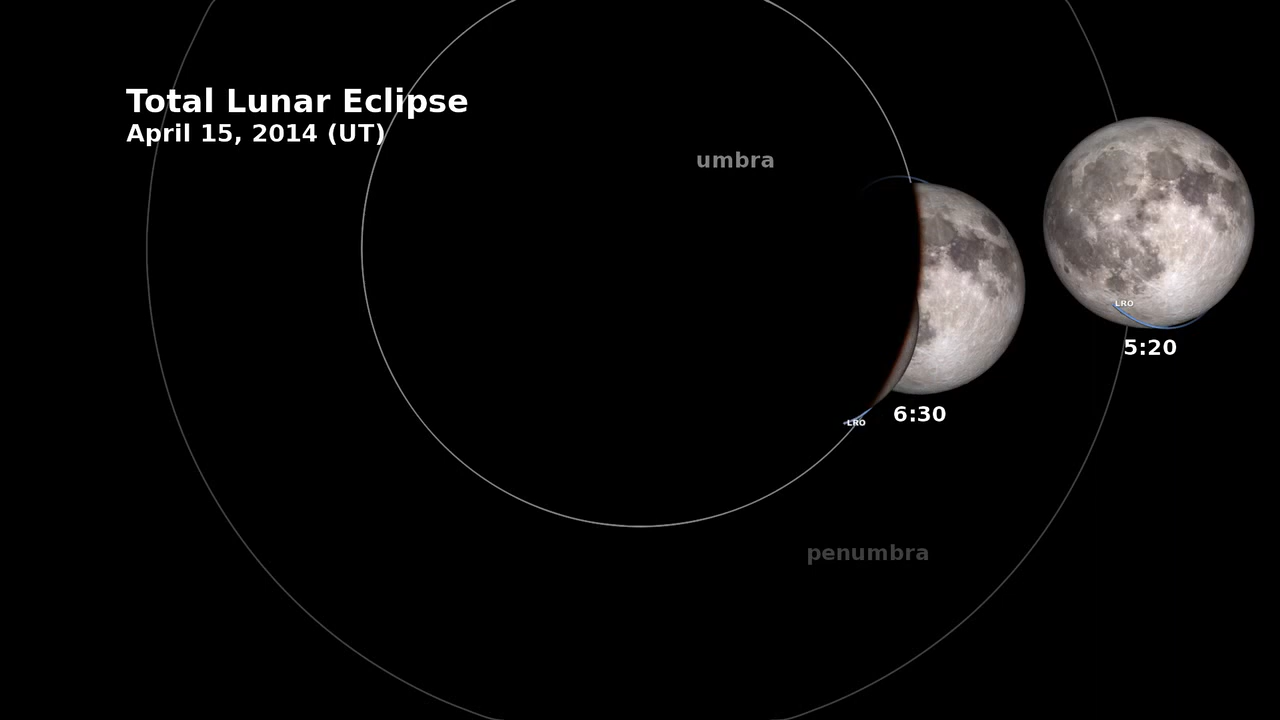 Total Lunar Eclipse
April 15, 2014 (UT)
umbra
LRO
5:20
LRO
6:30
penumbra